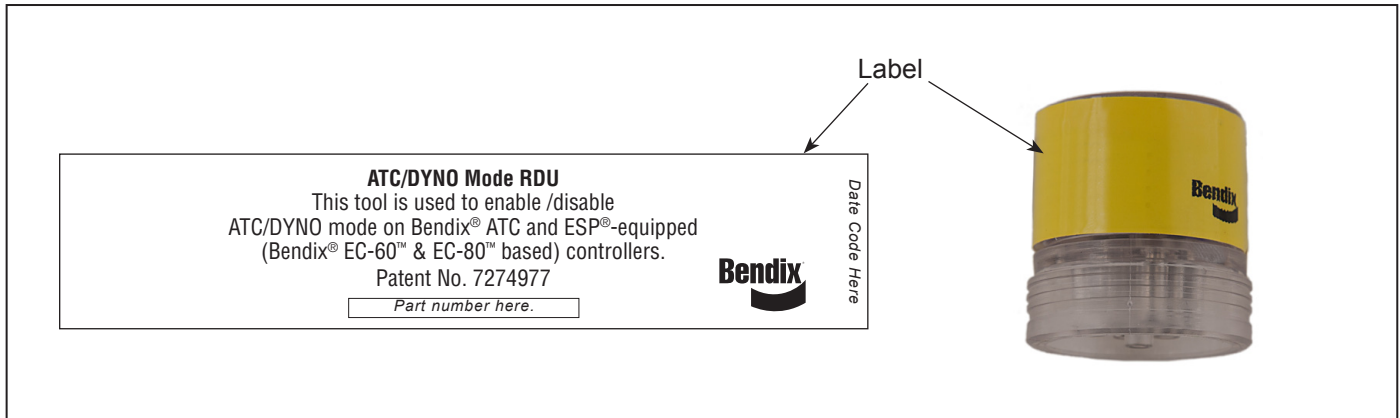 Label
ATC/DYNO Mode RDU
This tool is used to enable /disable
ATC/DYNO mode on Bendix® ATC and ESP®-equipped
(Bendix® EC-60™ & EC-80™ based) controllers.
Patent No. 7274977
Part number here.
Bendix
Date Code Here
Bendix